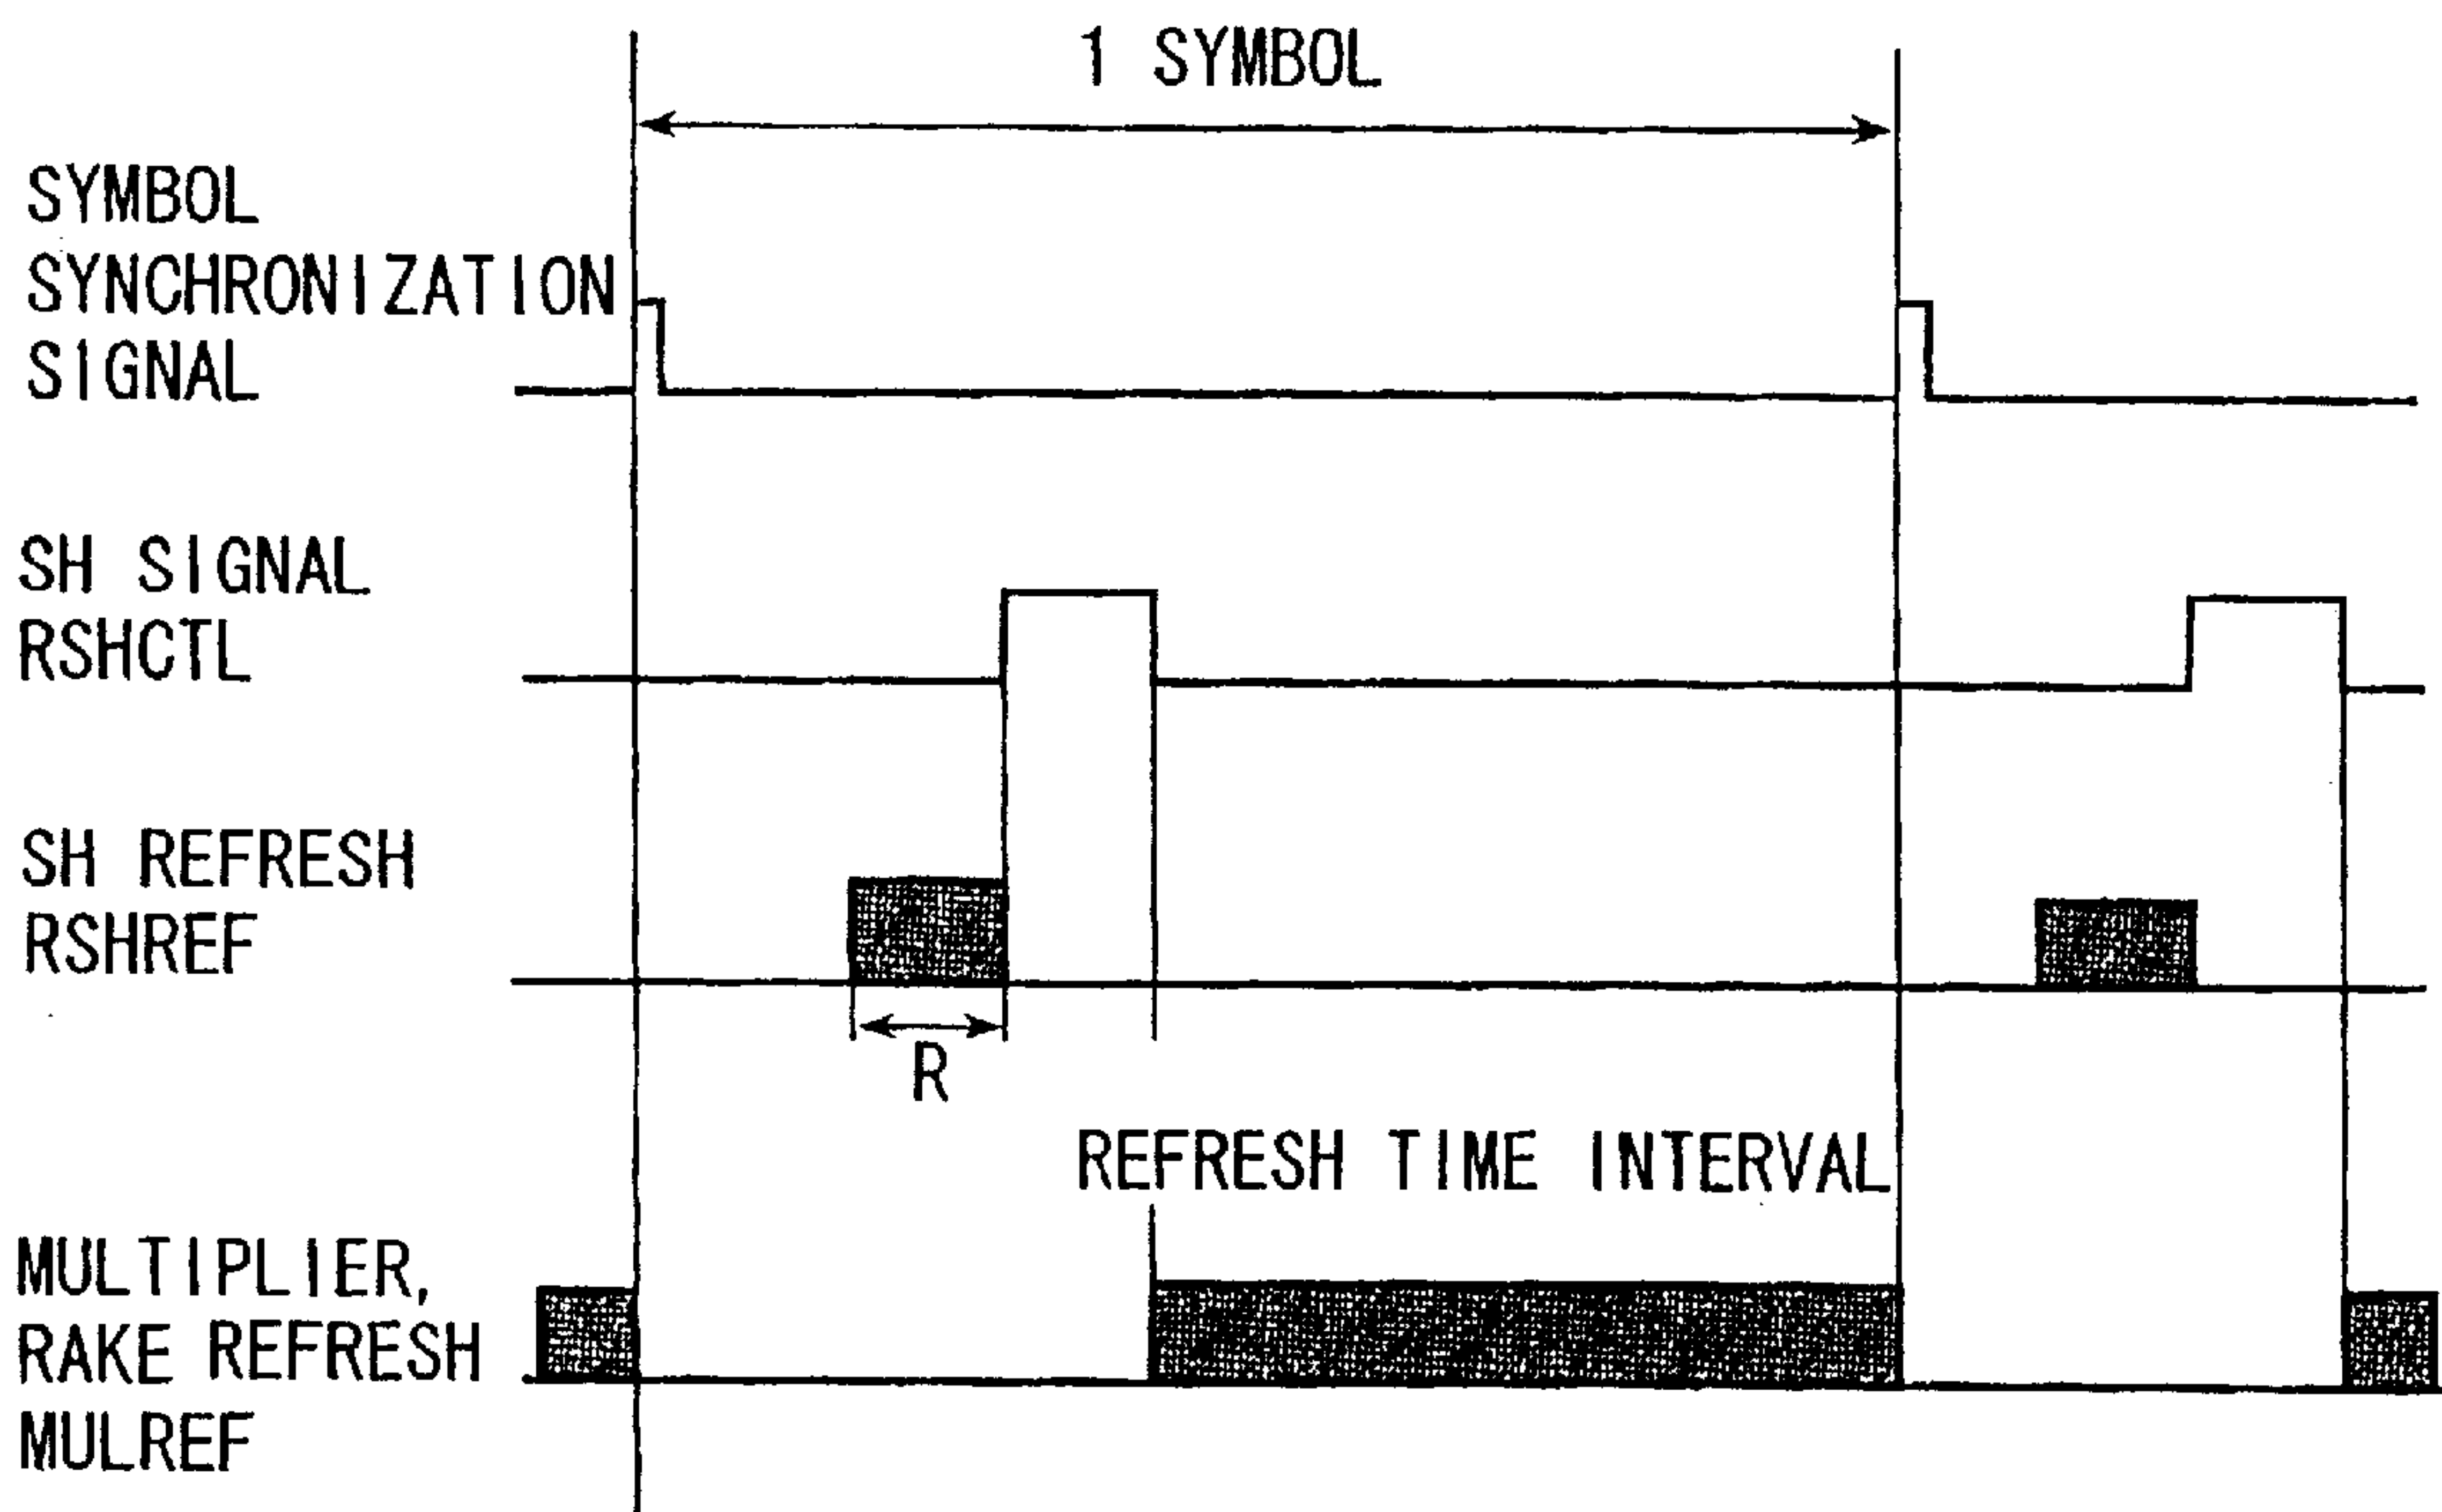 1 SYMBOL
SYMBOL
SYNCHRONIZATION
SIGNAL
SH SIGNAL
RSHCTL
SH REFRESH
RSHREF
R
REFRESH TIME INTERVAL
MULTIPLIER,
RAKE REFRESH
MULREF